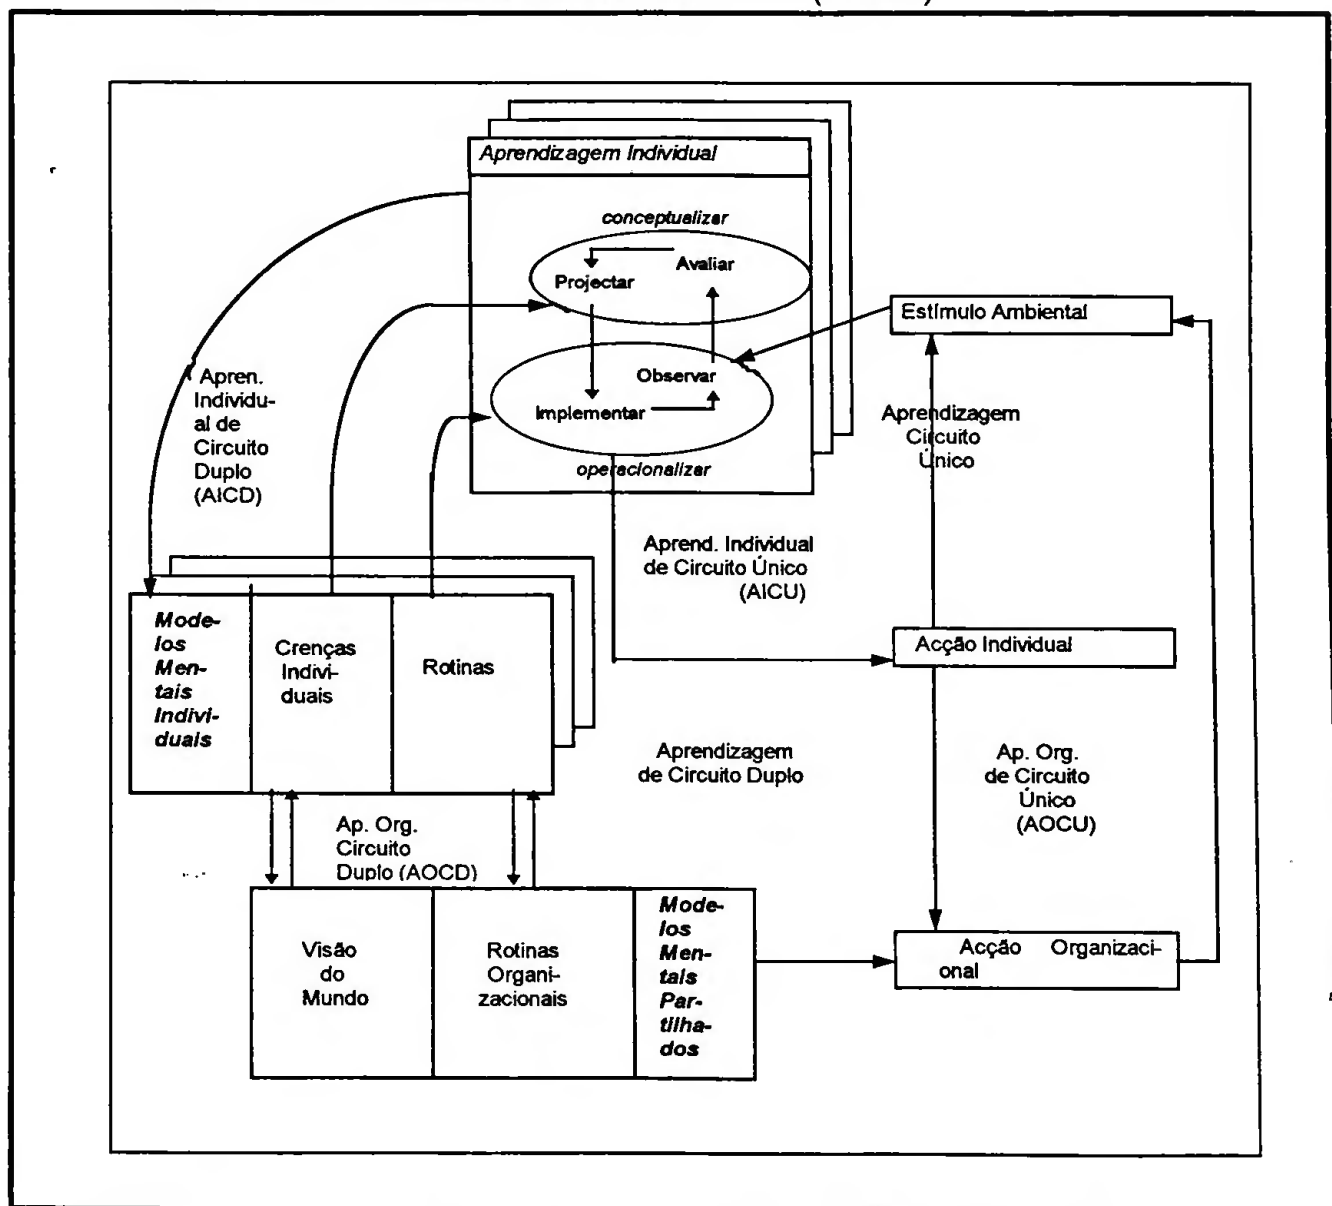 Aprendizagem Individual
conceptualizar
Avaliar
Projectar
Observar
Implementar
operacionalizar
Estímulo Ambiental
Apren.
Individu-
al de
Circuito
Duplo
(AICD)
Aprendizagem
Circuito
Único
Aprend. Individual
de Circuito Único
(AICU)
Mode-
los
Men-
tais
Indivi-
duais
Crenças
Indivi-
duais
Rotinas
Acção Individual
Aprendizagem
de Circuito Duplo
Ap. Org.
de Circuito
Único
(AOCU)
Ap. Org.
Circuito
Duplo (AOCD)
Visão
do
Mundo
Rotinas
Organi-
zacionais
Mode-
los
Men-
tais
Par-
tilha-
dos
Acção Organizaci-
onal